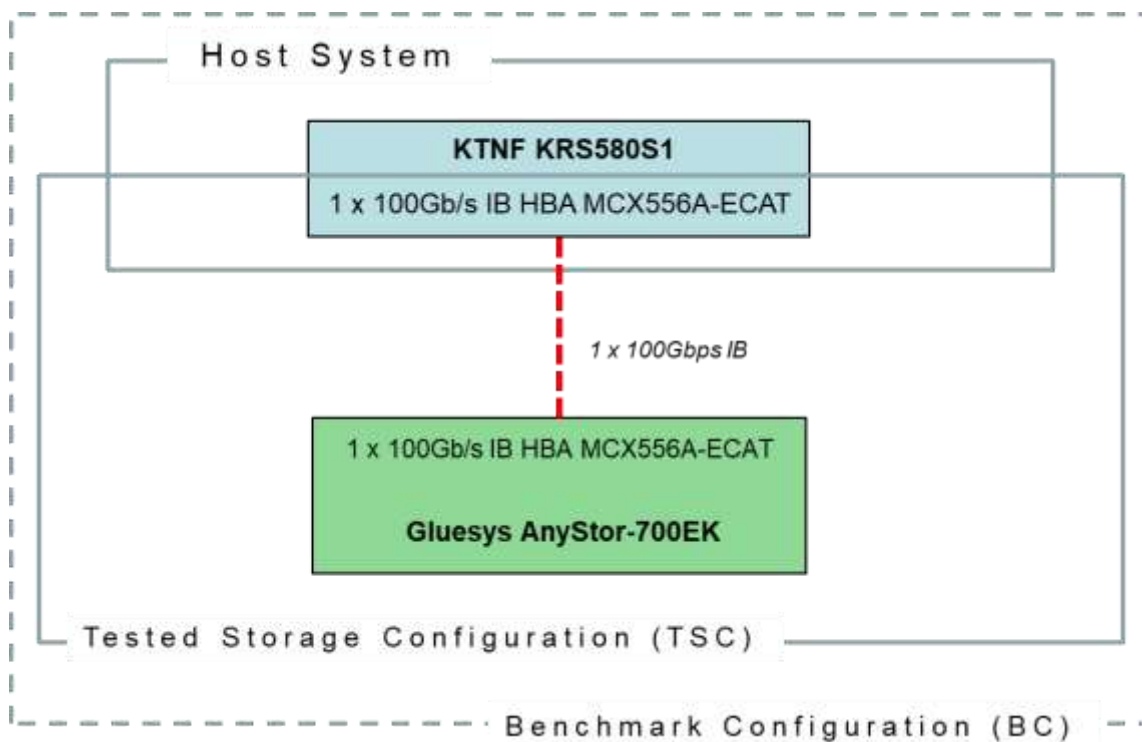 Host System
KTNF KRS580S1
1 x 100Gb/s IB HBA MCX556A-ECAT
1 x 100Gbps IB
1 x 100Gb/s IB HBA MCX556A-ECAT
Gluesys AnyStor-700EK
Tested Storage Configuration (TSC)
Benchmark Configuration (BC)